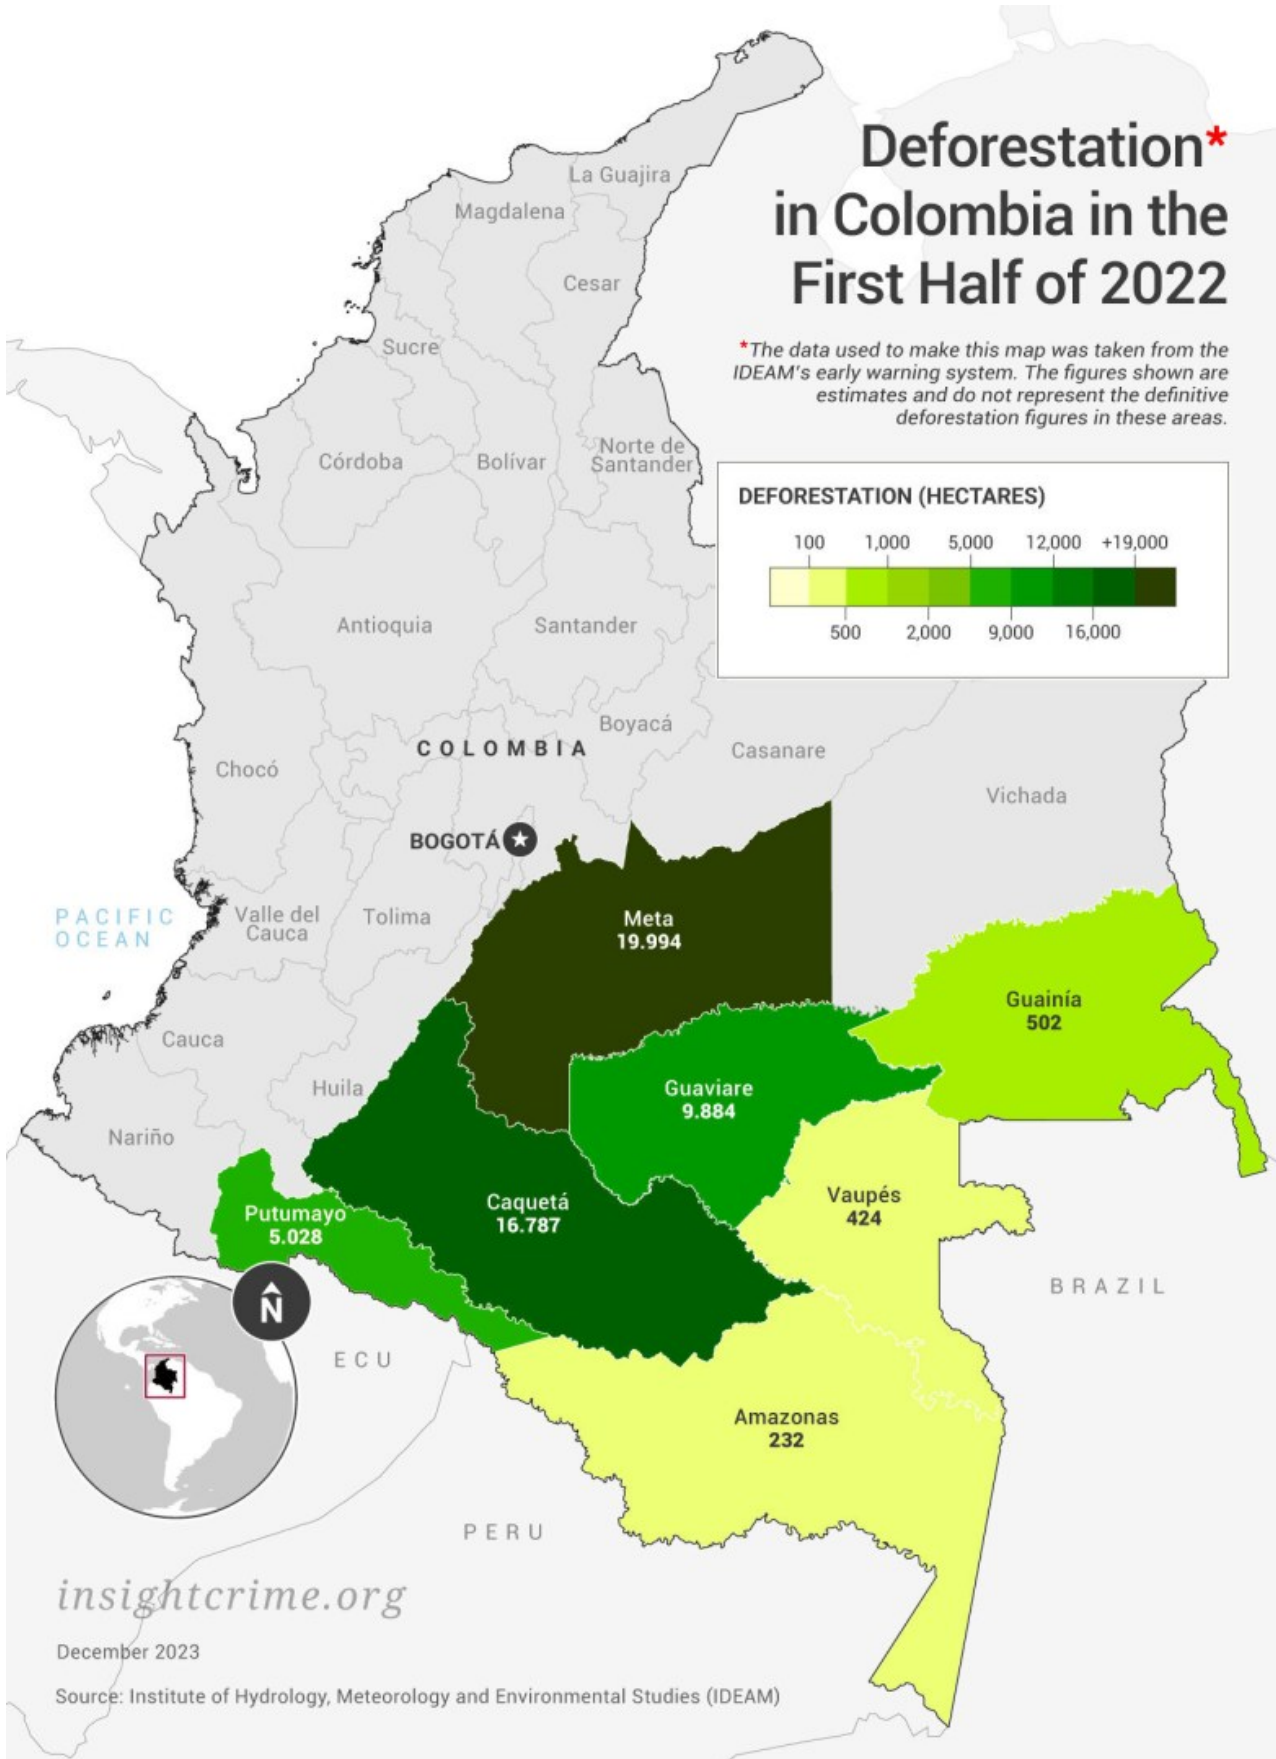 Deforestation*
in Colombia in the
First Half of 2022
*The data used to make this map was taken from the
IDEAM's early warning system. The figures shown are
estimates and do not represent the definitive
deforestation figures in these areas.
DEFORESTATION (HECTARES)
100 1,000 5,000 12,000 +19,000
500 2,000 9,000 16,000
La Guajira
Magdalena
Cesar
Sucre
Norte de
Santander
Córdoba
Bolívar
Antioquia
Santander
Boyacá
COLOMBIA
Casanare
Chocó
Vichada
BOGOTÁ
PACIFIC
OCEAN
Valle del
Cauca
Tolima
Meta
19.994
Guainía
502
Cauca
Huila
Guaviare
9.884
Nariño
Vaupés
424
Caquetá
16.787
Putumayo
5.028
BRAZIL
N
ECU
Amazonas
232
PERU
insightcrime.org
December 2023
Source: Institute of Hydrology, Meteorology and Environmental Studies (IDEAM)